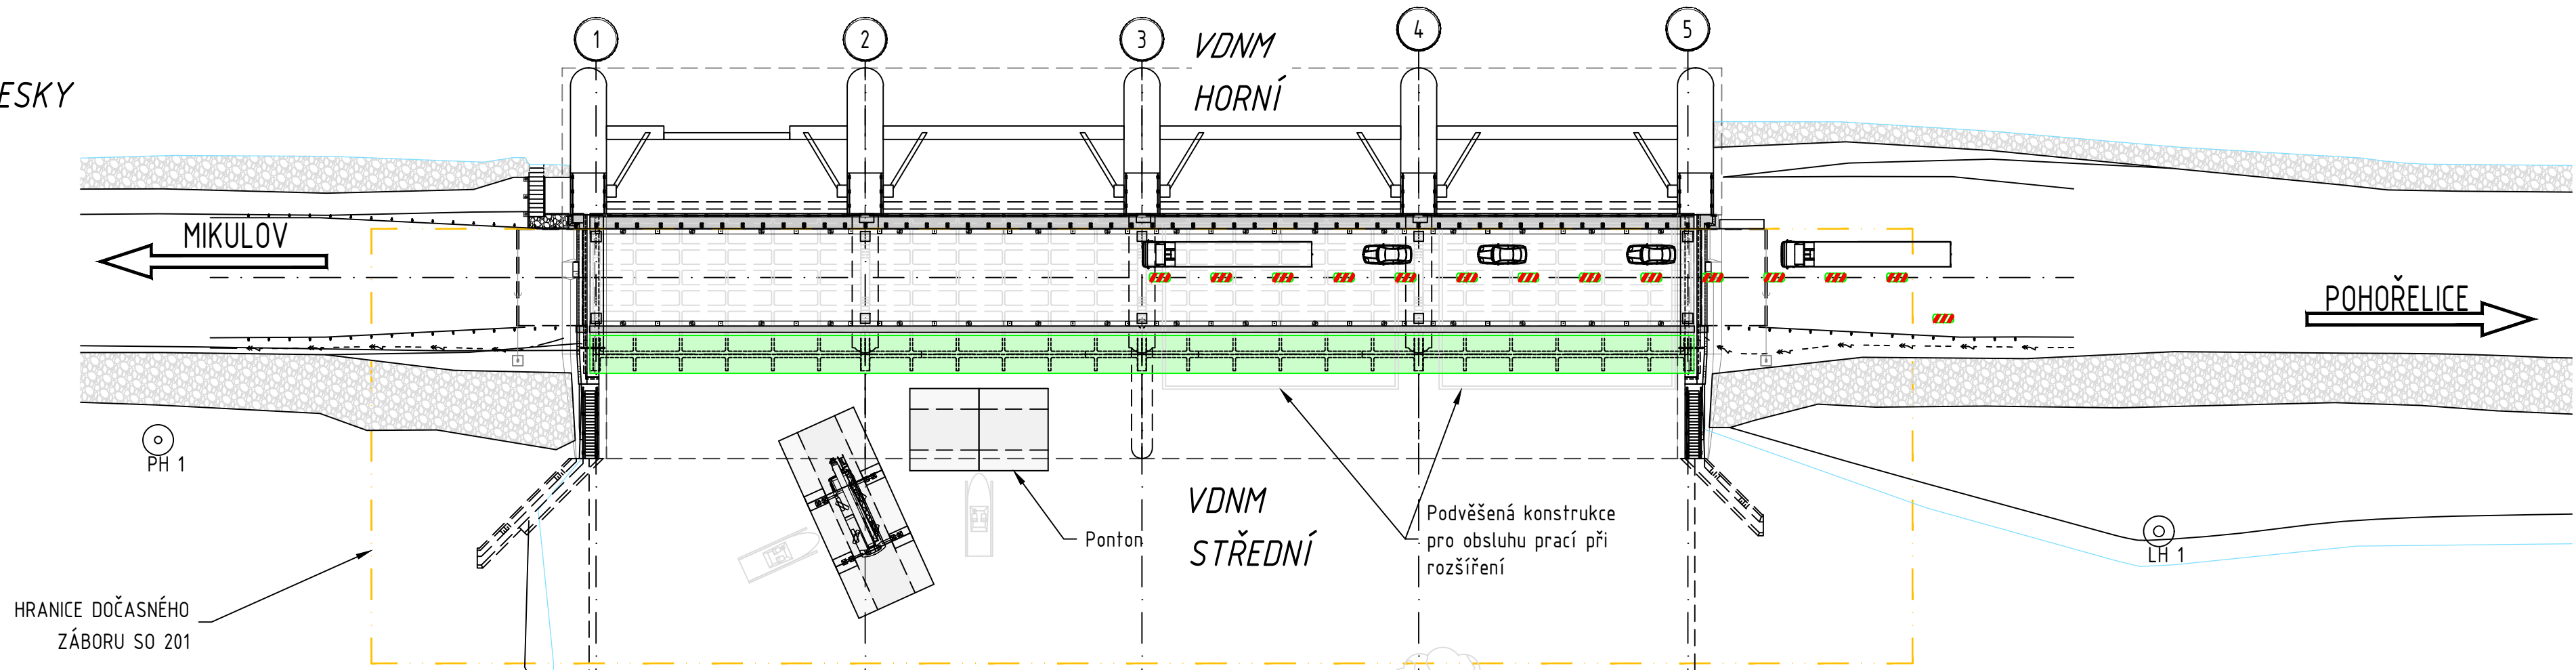 1
2
3
4
5
VDNM
HORNÍ
ESKY
MIKULOV
POHOŘELICE
PH 1
VDNM
STŘEDNÍ
Ponton
Podvěšená konstrukce
pro obsluhu prací při
rozšíření
LH 1
HRANICE DOČASNÉHO
ZÁBORU SO 201